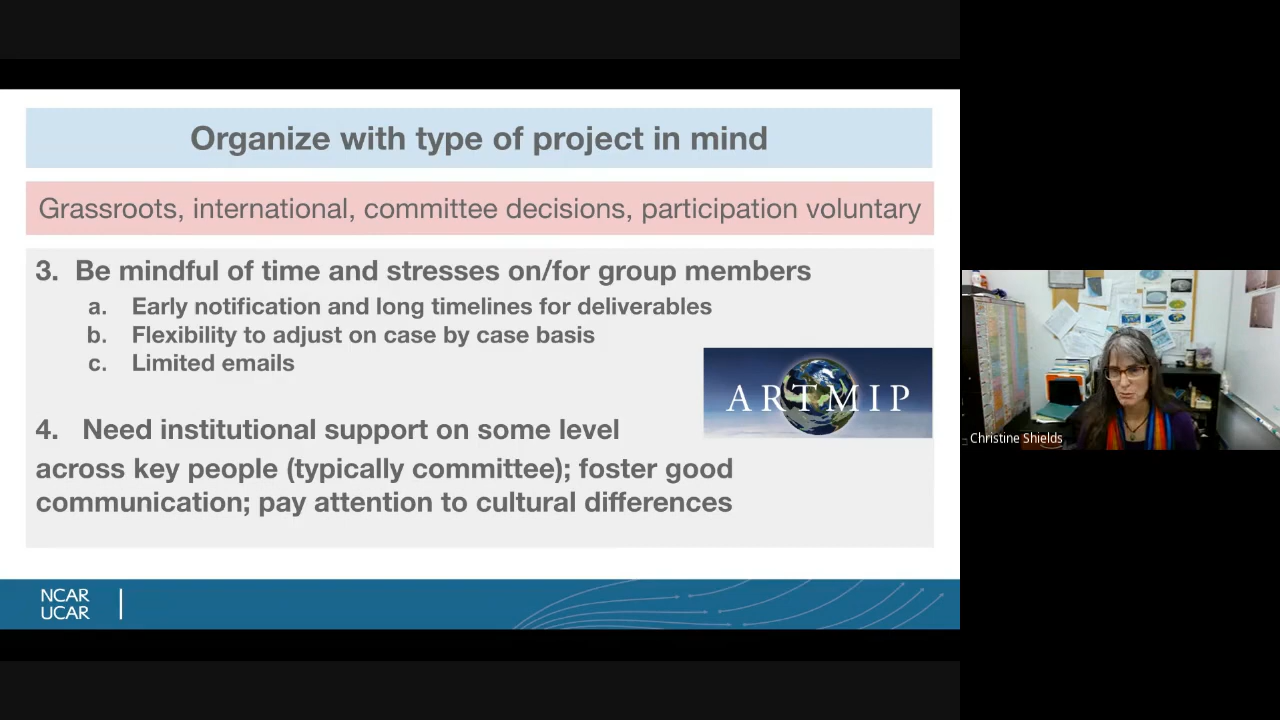 Organize with type of project in mind
Grassroots, international, committee decisions, participation voluntary
3. Be mindful of time and stresses on/for group members
a. Early notification and long timelines for deliverables
b. Flexibility to adjust on case by case basis
c. Limited emails
ARTMIP
4. Need institutional support on some level
across key people (typically committee); foster good
communication; pay attention to cultural differences
NCAR
UCAR
Christine Shields